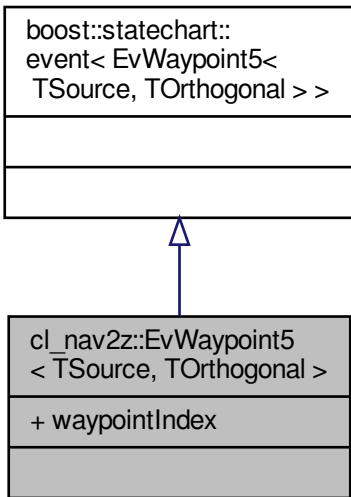 boost::statechart::
event< EvWaypoint5<
TSource, TOrthogonal > >
cl_nav2z::EvWaypoint5
< TSource, TOrthogonal >
+ waypointIndex